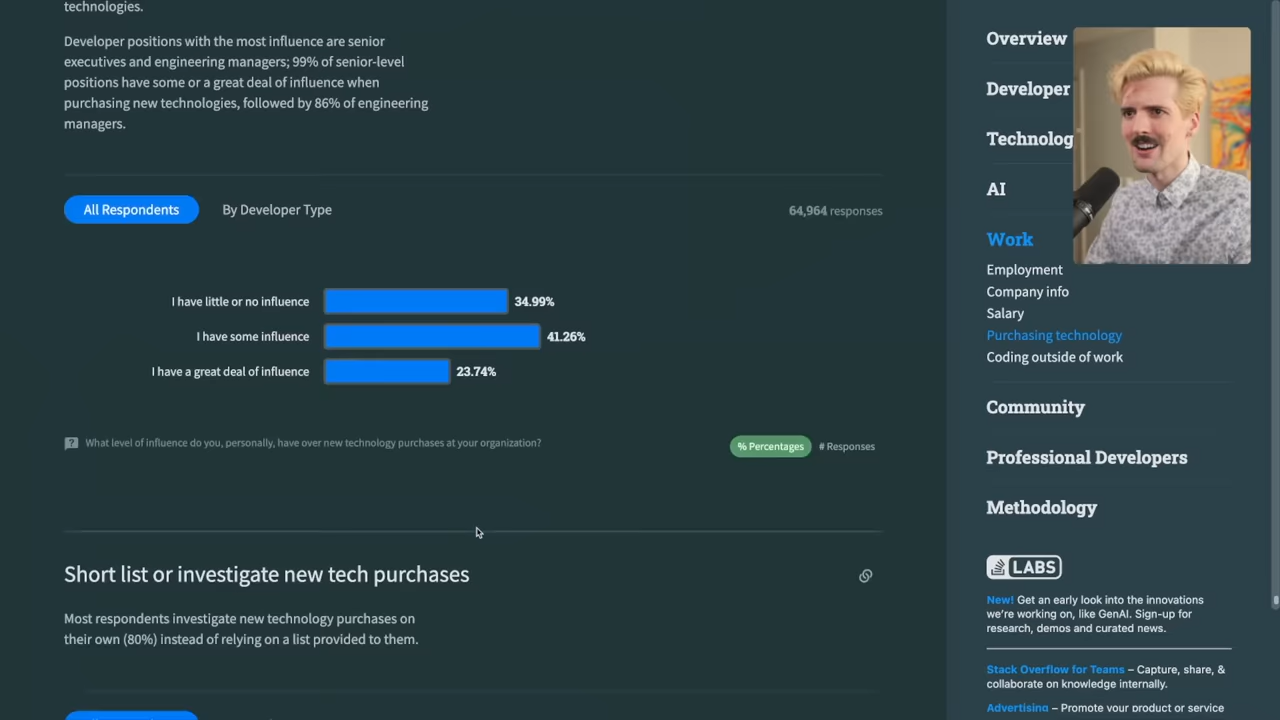 technologies.
Developer positions with the most influence are senior
executives and engineering managers; 99% of senior-level
positions have some or a great deal of influence when
purchasing new technologies, followed by 86% of engineering
managers.
All Respondents
By Developer Type
64,964 responses
I have little or no influence
34.99%
I have some influence
41.26%
I have a great deal of influence
23.74%
What level of influence do you, personally, have over new technology purchases at your organization?
% Percentages
# Responses
Short list or investigate new tech purchases
Most respondents investigate new technology purchases on
their own (80%) instead of relying on a list provided to them.
Overview
Developer
Technolog
AI
Work
Employment
Company info
Salary
Purchasing technology
Coding outside of work
Community
Professional Developers
Methodology
LABS
New! Get an early look into the innovations
we're working on, like GenAI. Sign-up for
research, demos and curated news.
Stack Overflow for Teams – Capture, share, &
collaborate on knowledge internally.
Advertising – Promote your product or service